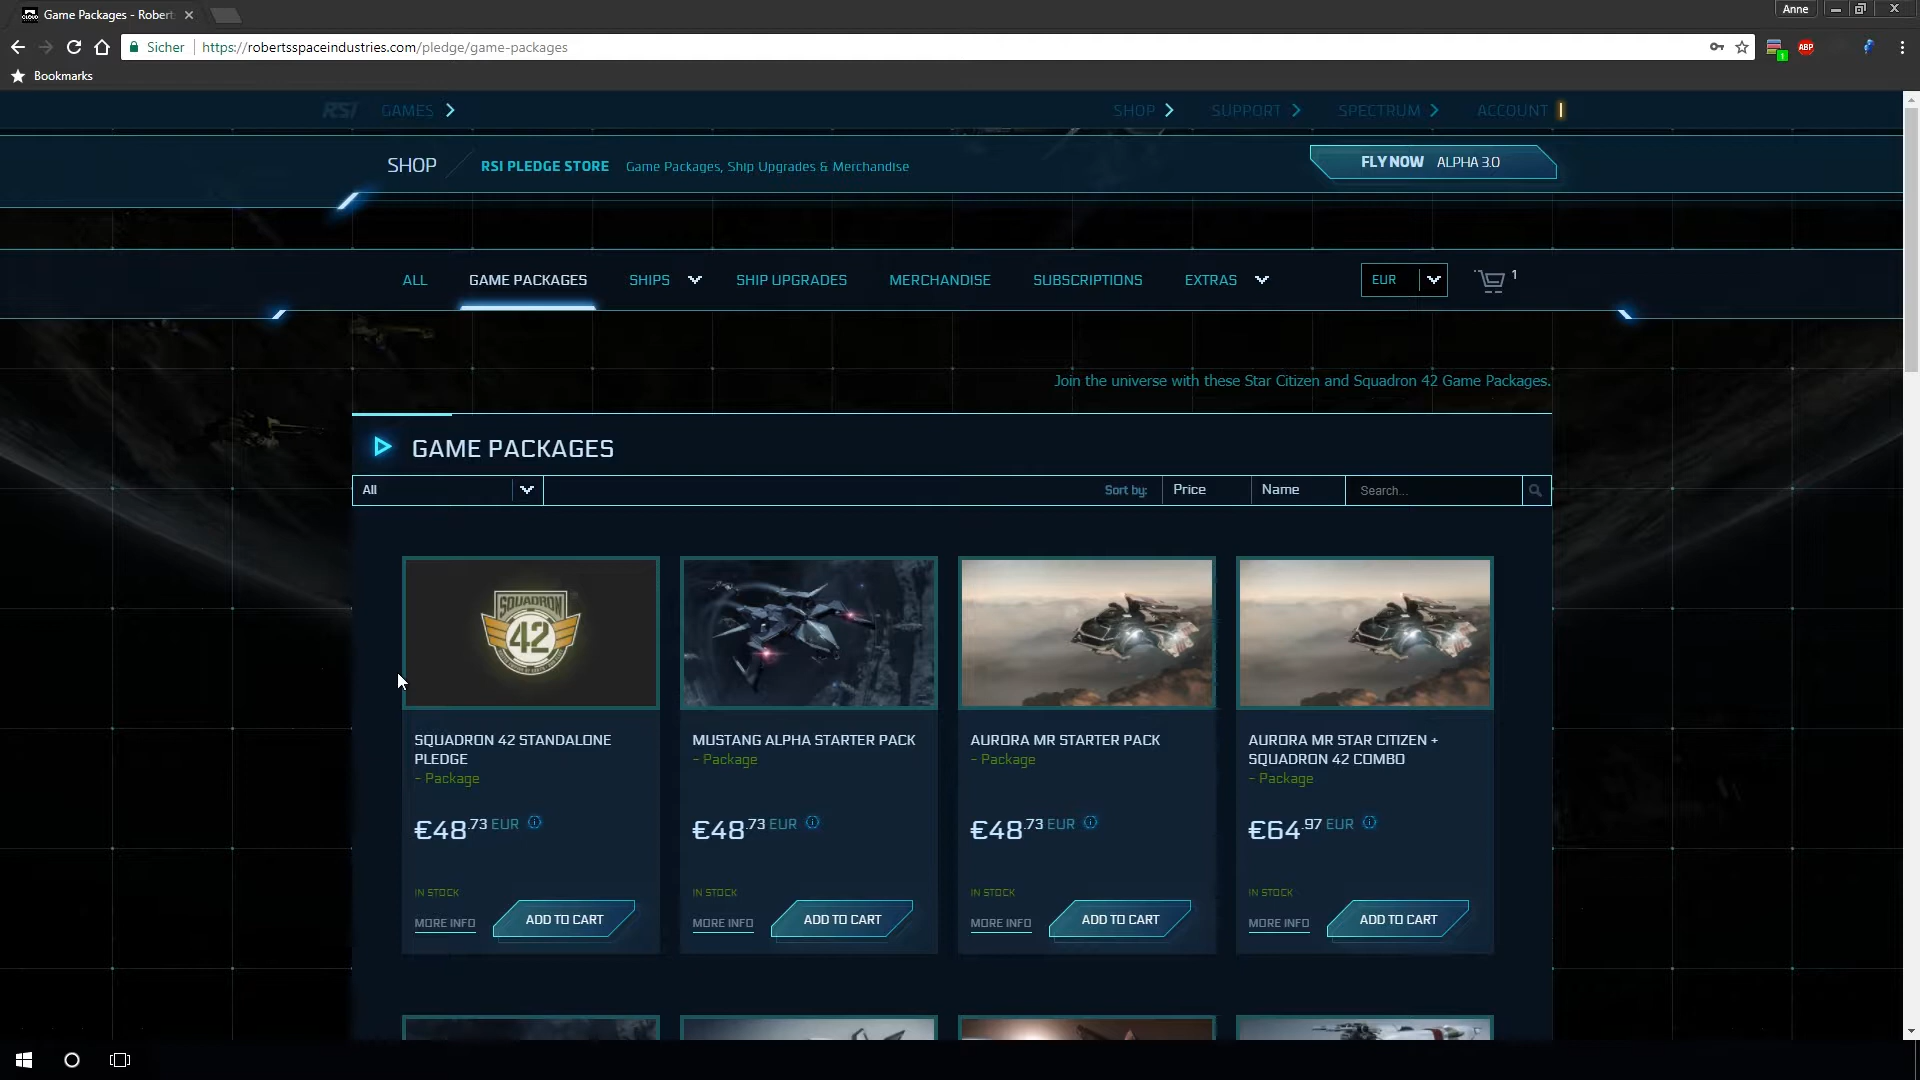 Game Packages - Robert
Anne
Sicher
https://robertsspaceindustries.com/pledge/game-packages
ABP
1
Bookmarks
RSI
GAMES
SHOP
SUPPORT
SPECTRUM
ACCOUNT
SHOP
RSI PLEDGE STORE
Game Packages, Ship Upgrades & Merchandise
FLY NOW ALPHA 3.0
ALL
GAME PACKAGES
SHIPS
SHIP UPGRADES
MERCHANDISE
SUBSCRIPTIONS
EXTRAS
EUR
1
Join the universe with these Star Citizen and Squadron 42 Game Packages.
GAME PACKAGES
All
Sort by:
Price
Name
Search...
SQUADRON
42
SQUADRON 42 STANDALONE
PLEDGE
- Package
€48.73 EUR
IN STOCK
MORE INFO
ADD TO CART
MUSTANG ALPHA STARTER PACK
- Package
€48.73 EUR
IN STOCK
MORE INFO
ADD TO CART
AURORA MR STARTER PACK
- Package
€48.73 EUR
IN STOCK
MORE INFO
ADD TO CART
AURORA MR STAR CITIZEN +
SQUADRON 42 COMBO
- Package
€64.97 EUR
IN STOCK
MORE INFO
ADD TO CART